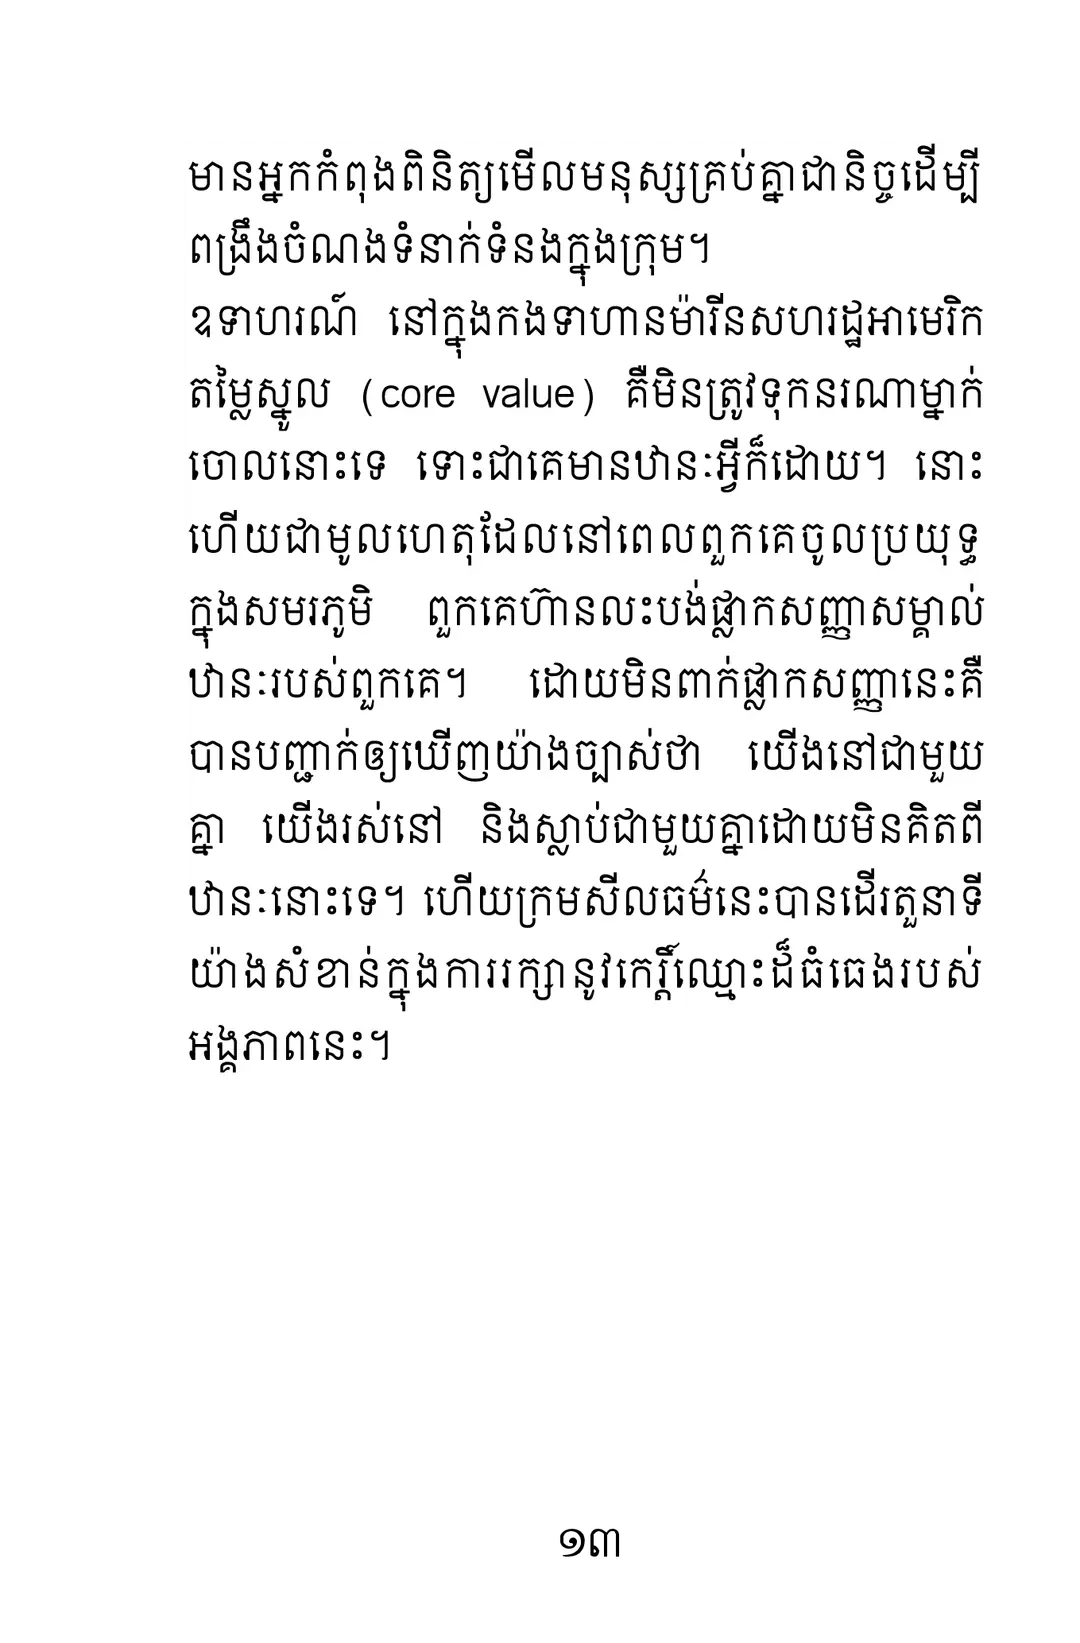 មានអ្នកកំពុងពិនិត្យមើលមនុស្សគ្រប់គ្នាជានិច្ចដើម្បី
ពង្រឹងចំណងទំនាក់ទំនងក្នុងក្រុម។
ឧទាហរណ៍ នៅក្នុងកងទាហានម៉ារីនសហរដ្ឋអាមេរិក
តម្លៃស្នូល (core value) គឺមិនត្រូវទុកនរណាម្នាក់
ចោលនោះទេ ទោះជាគេមានឋានៈអ្វីក៏ដោយ។ នោះ
ហើយជាមូលហេតុដែលនៅពេលពួកគេចូលប្រយុទ្ធ
ក្នុងសមរភូមិ ពួកគេហ៊ានលះបង់ផ្លាកសញ្ញាសម្គាល់
ឋានៈរបស់ពួកគេ។ ដោយមិនពាក់ផ្លាកសញ្ញានេះគឺ
បានបញ្ជាក់ឲ្យឃើញយ៉ាងច្បាស់ថា យើងនៅជាមួយ
គ្នា យើងរស់នៅ និងស្លាប់ជាមួយគ្នាដោយមិនគិតពី
ឋានៈនោះទេ។ ហើយក្រមសីលធម៌នេះបានដើរតួនាទី
យ៉ាងសំខាន់ក្នុងការរក្សានូវកេរ្តិ៍ឈ្មោះដ៏ធំធេងរបស់
អង្គភាពនេះ។
១៣